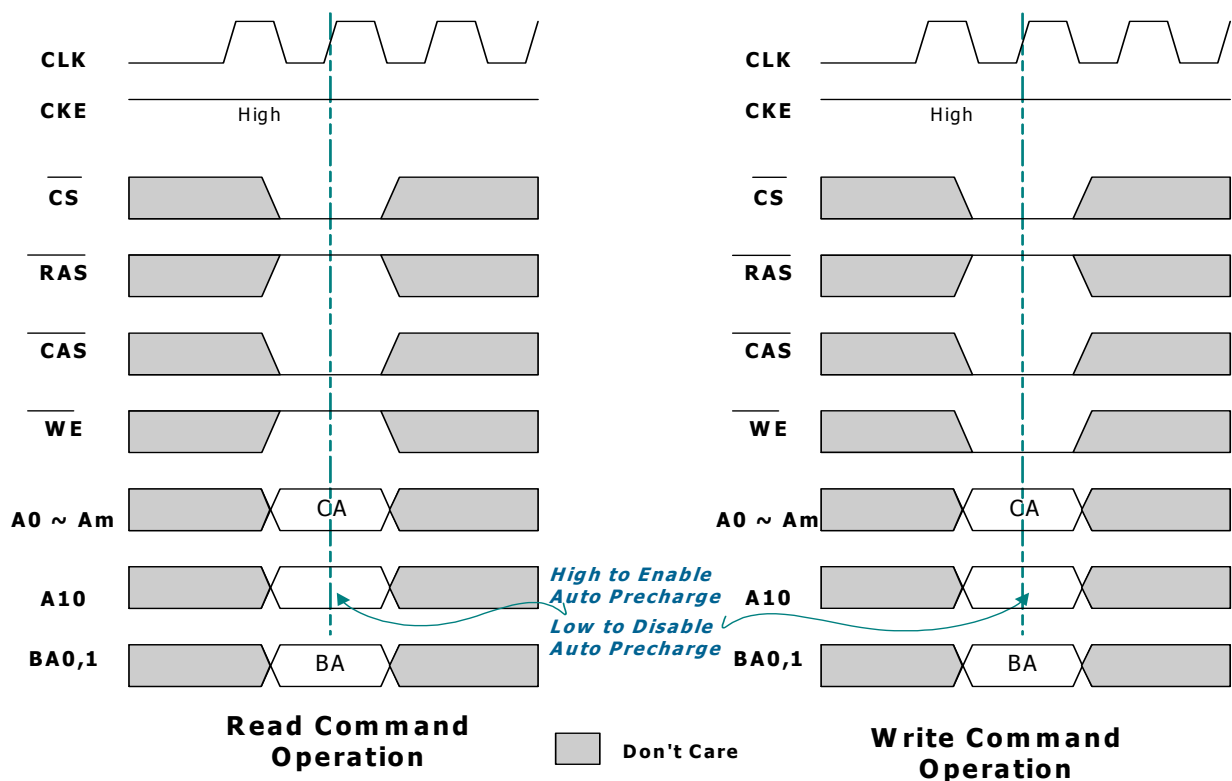 CLK
CKE
High
CS
RAS
CAS
WE
A0 ~ Am
CA
A10
BA0,1
BA
Read Command
Operation
High to Enable
Auto Precharge
Low to Disable
Auto Precharge
Don't Care
CLK
CKE
High
CS
RAS
CAS
WE
A0 ~ Am
CA
A10
BA0,1
BA
Write Command
Operation